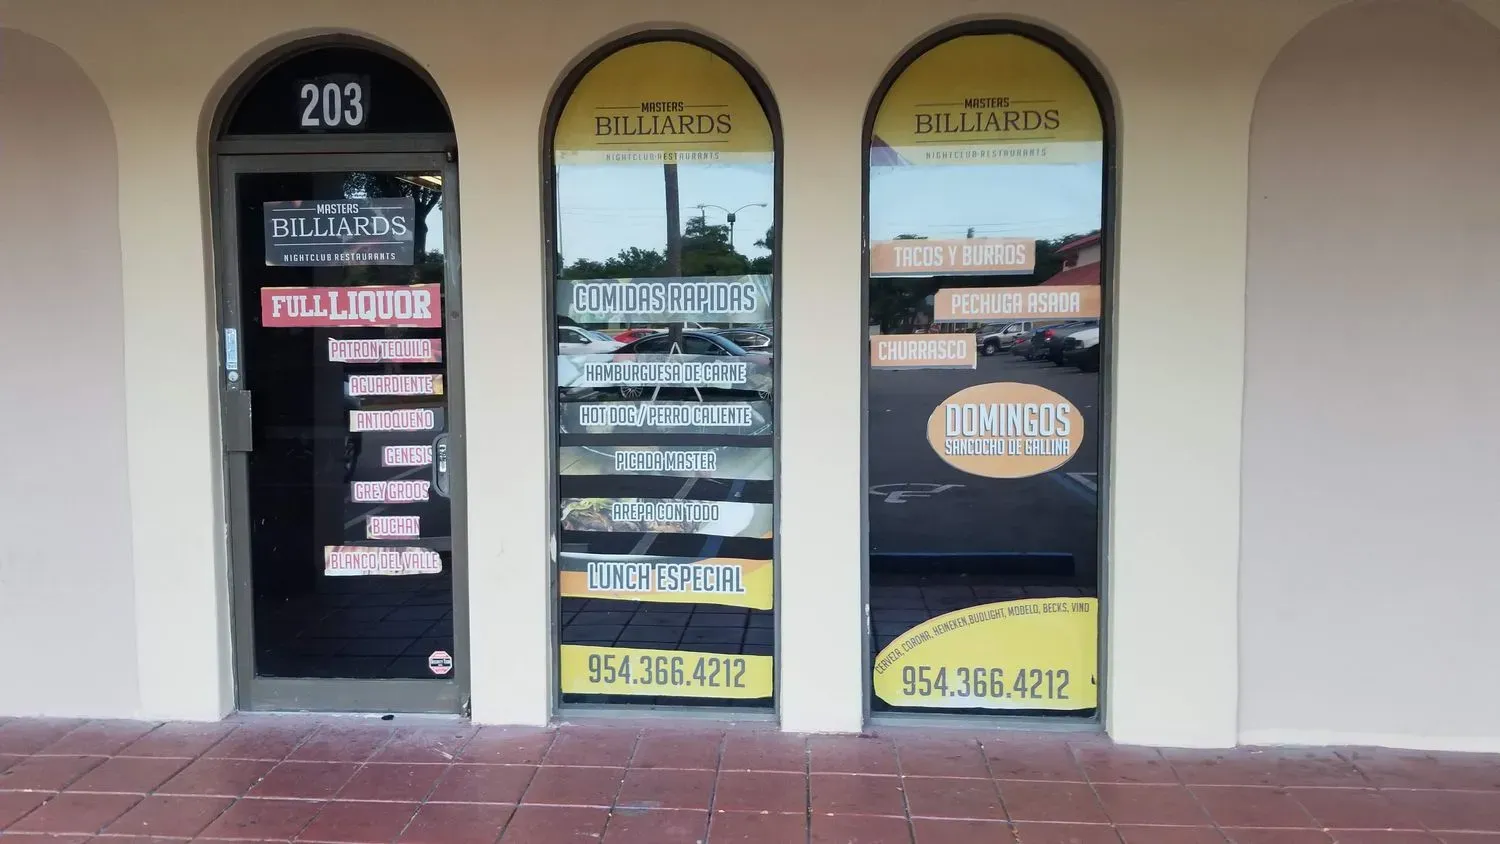 203
MASTERS
BILLIARDS
NIGHTCLUB RESTAURANTS
FULL LIQUOR
PATRON TEQUILA
AGUARDIENTE
ANTIOQUEÑO
GENESIS
GREY GROOS
BUCHAN
BLANCO DEL VALLE
MASTERS
BILLIARDS
NIGHTCLUB-RESTAURANTS
COMIDAS RAPIDAS
HAMBURGUESA DE CARNE
HOT DOG / PERRO CALIENTE
PICADA MASTER
AREPA CON TODO
LUNCH ESPECIAL
954.366.4212
MASTERS
BILLIARDS
NIGHTCLUB-RESTAURANTS
TACOS Y BURROS
PECHUGA ASADA
CHURRASCO
DOMINGOS
SANCOCHO DE GALLINA
CERVEZA, CORONA, HEINEKEN,BUDLIGHT, MODELO, BECKS, VINO
954.366.4212